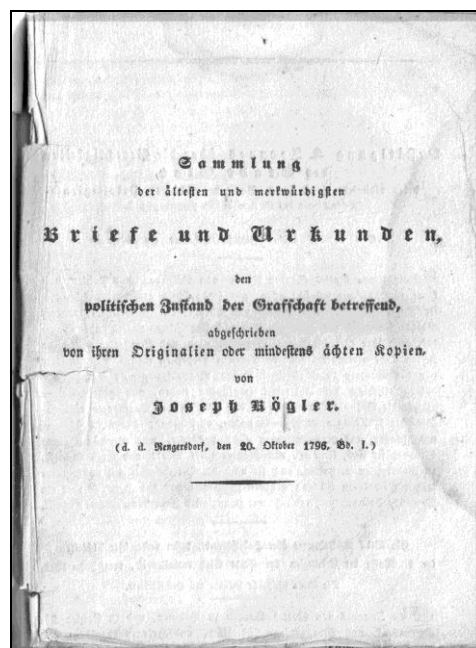 Sammlung
der ältesten und merkwürdigsten
Briefe und Urkunden,
den
politischen Zustand der Grafschaft betreffend,
abgeschrieben
von ihren Originalien oder mindestens ächten Kopien.
von
Joseph Kögler.
(d. d. Rengersdorf, den 20. Oktober 1796, Bd. I.)